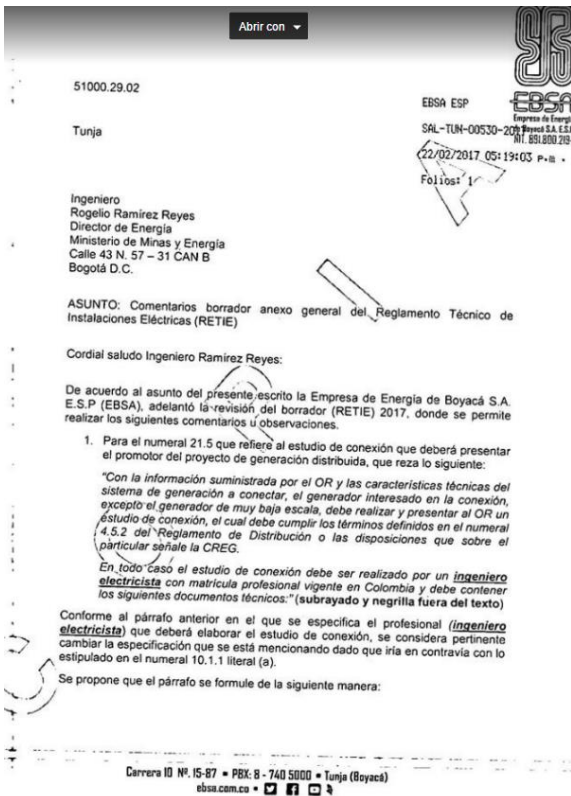 Abrir con
51000.29.02
EBSA
Empresa de Energía
de Boyacá S.A. E.S.P.
NIT. 891.800.219-
EBSA ESP
SAL-TUN-00530-2017
22/02/2017 05:19:03 P.m.
Folios: 1
Tunja
Ingeniero
Rogelio Ramírez Reyes
Director de Energía
Ministerio de Minas y Energía
Calle 43 N. 57 – 31 CAN B
Bogotá D.C.
ASUNTO: Comentarios borrador anexo general del Reglamento Técnico de
Instalaciones Eléctricas (RETIE)
Cordial saludo Ingeniero Ramírez Reyes:
De acuerdo al asunto del presente escrito la Empresa de Energía de Boyacá S.A.
E.S.P (EBSA), adelantó la revisión del borrador (RETIE) 2017, donde se permite
realizar los siguientes comentarios u observaciones.
1. Para el numeral 21.5 que refiere al estudio de conexión que deberá presentar
el promotor del proyecto de generación distribuida, que reza lo siguiente:
"Con la información suministrada por el OR y las características técnicas del
sistema de generación a conectar, el generador interesado en la conexión,
excepto el generador de muy baja escala, debe realizar y presentar al OR un
estudio de conexión, el cual debe cumplir los términos definidos en el numeral
4.5.2 del Reglamento de Distribución o las disposiciones que sobre el
particular señale la CREG.
En todo caso el estudio de conexión debe ser realizado por un ingeniero
electricista con matrícula profesional vigente en Colombia y debe contener
los siguientes documentos técnicos:" (subrayado y negrilla fuera del texto)
Conforme al párrafo anterior en el que se especifica el profesional (ingeniero
electricista) que deberá elaborar el estudio de conexión, se considera pertinente
cambiar la especificación que se está mencionando dado que iría en contravía con lo
estipulado en el numeral 10.1.1 literal (a).
Se propone que el párrafo se formule de la siguiente manera:
Carrera 10 Nº. 15-87 • PBX: 8 - 740 5000 • Tunja (Boyacá)
ebsa.com.co •